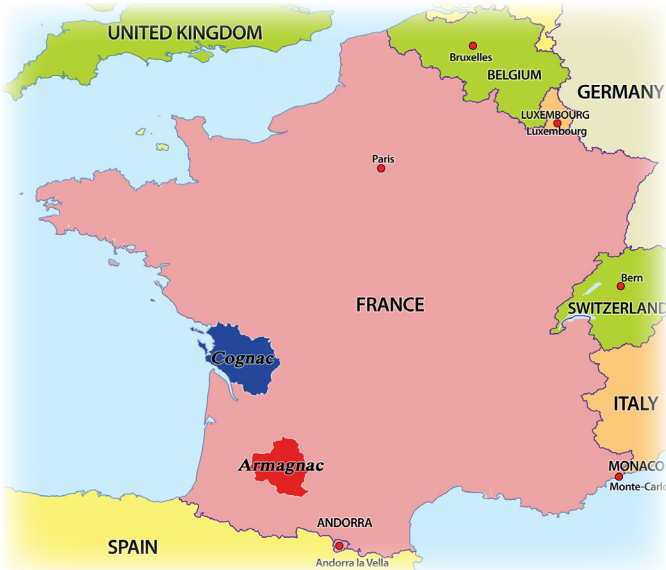 UNITED KINGDOM
Bruxelles
BELGIUM
GERMANY
LUXEMBOURG
Luxembourg
Paris
Bern
SWITZERLAND
FRANCE
Cognac
ITALY
Armagnac
MONACO
Monte-Carlo
ANDORRA
SPAIN
Andorra la Vella